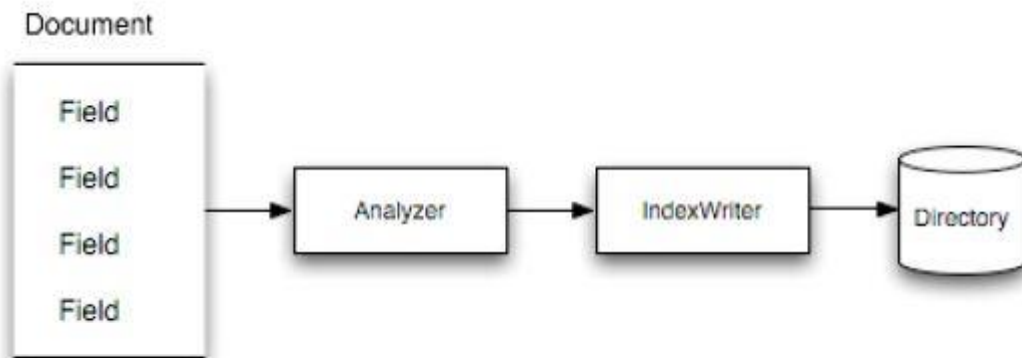 Document
Field
Field
Field
Field
Analyzer
IndexWriter
Directory